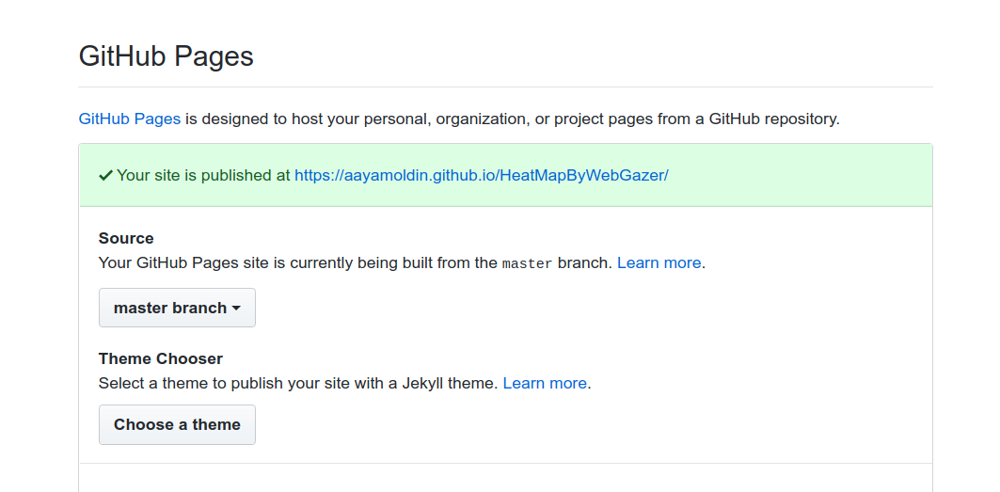 GitHub Pages
GitHub Pages is designed to host your personal, organization, or project pages from a GitHub repository.
Your site is published at https://aayamoldin.github.io/HeatMapByWebGazer/
Source
Your GitHub Pages site is currently being built from the master branch. Learn more.
master branch
Theme Chooser
Select a theme to publish your site with a Jekyll theme. Learn more.
Choose a theme